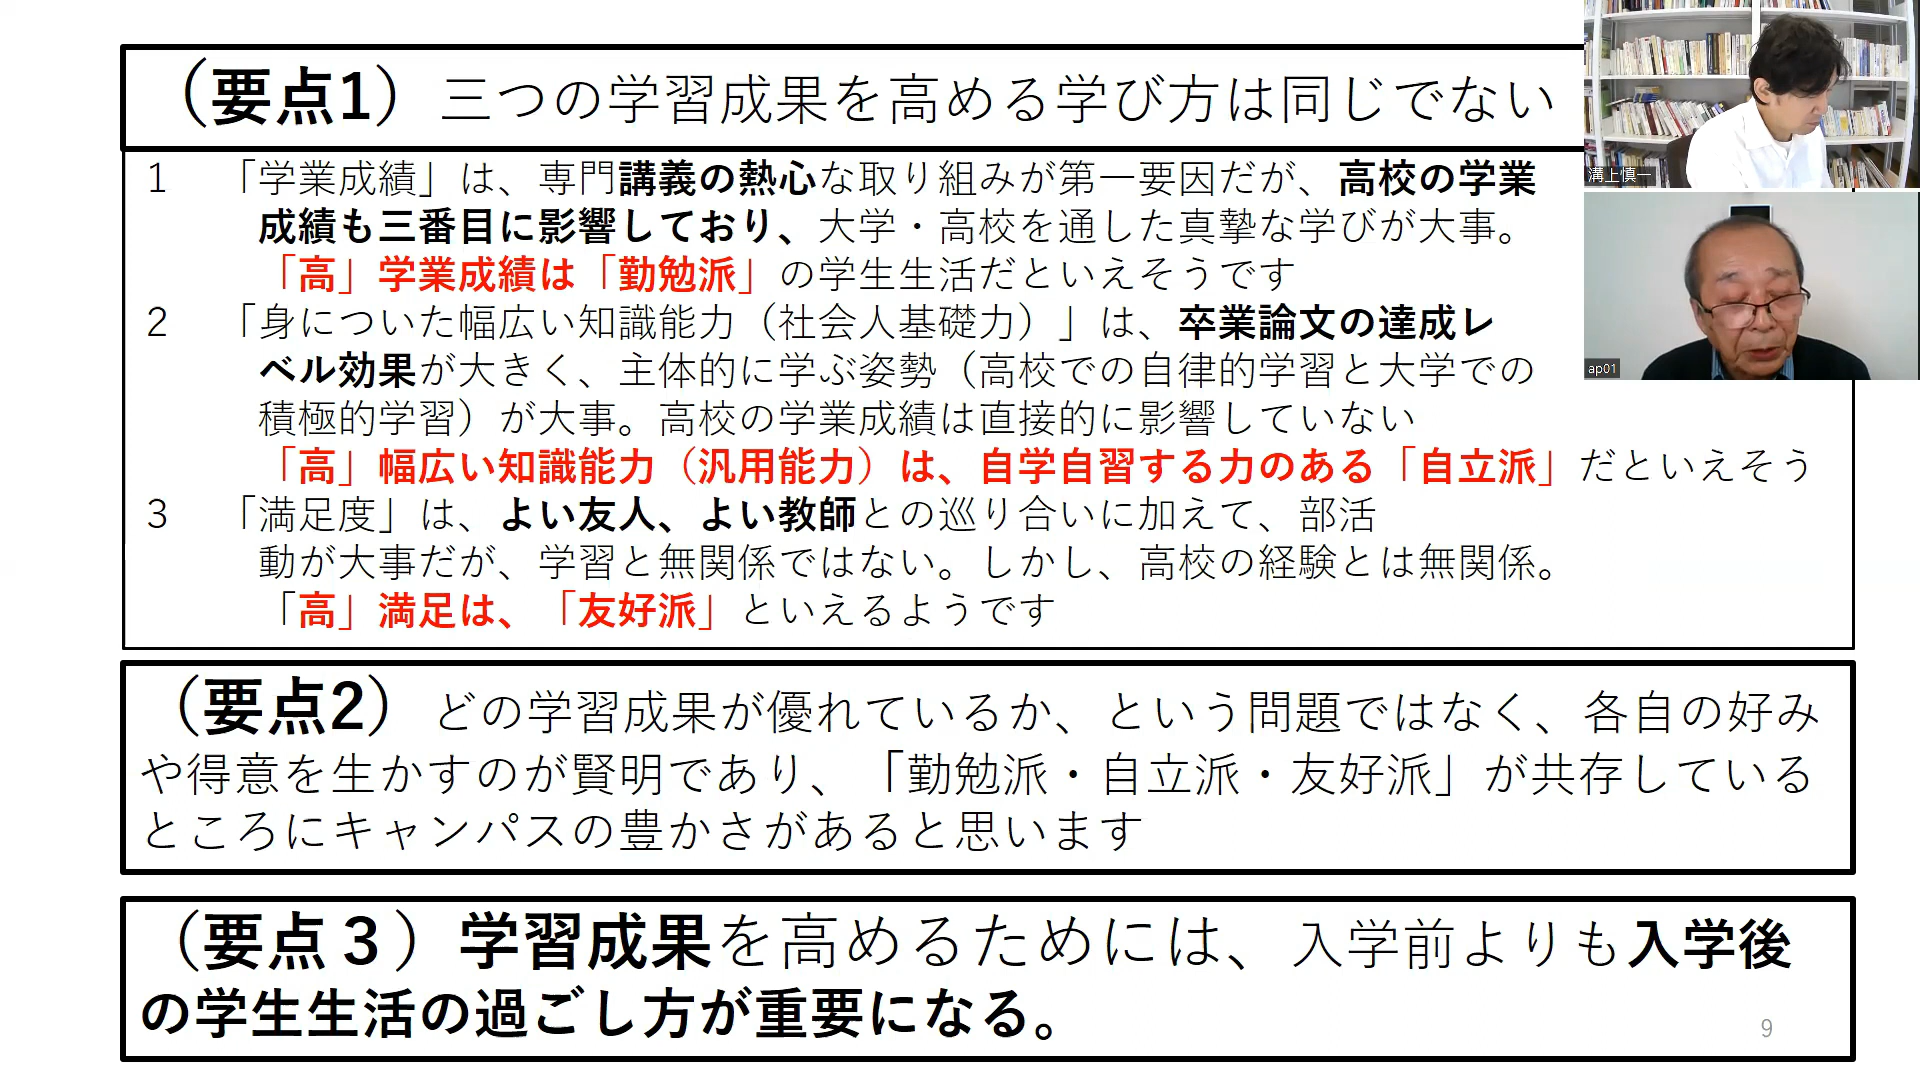 （要点1）三つの学習成果を高める学び方は同じでない
1 「学業成績」は、専門講義の熱心な取り組みが第一要因だが、高校の学業
成績も三番目に影響しており、大学・高校を通した真摯な学びが大事。
「高」学業成績は「勤勉派」の学生生活だといえそうです
2 「身についた幅広い知識能力（社会人基礎力）」は、卒業論文の達成レ
ベル効果が大きく、主体的に学ぶ姿勢（高校での自律的学習と大学での
積極的学習）が大事。高校の学業成績は直接的に影響していない
「高」幅広い知識能力（汎用能力）は、自学自習する力のある「自立派」だといえそう
3 「満足度」は、よい友人、よい教師との巡り合いに加えて、部活
動が大事だが、学習と無関係ではない。しかし、高校の経験とは無関係。
「高」満足は、「友好派」といえるようです
（要点2）どの学習成果が優れているか、という問題ではなく、各自の好み
や得意を生かすのが賢明であり、「勤勉派・自立派・友好派」が共存している
ところにキャンパスの豊かさがあると思います
（要点３）学習成果を高めるためには、入学前よりも入学後
の学生生活の過ごし方が重要になる。
9
溝上慎一
ap01